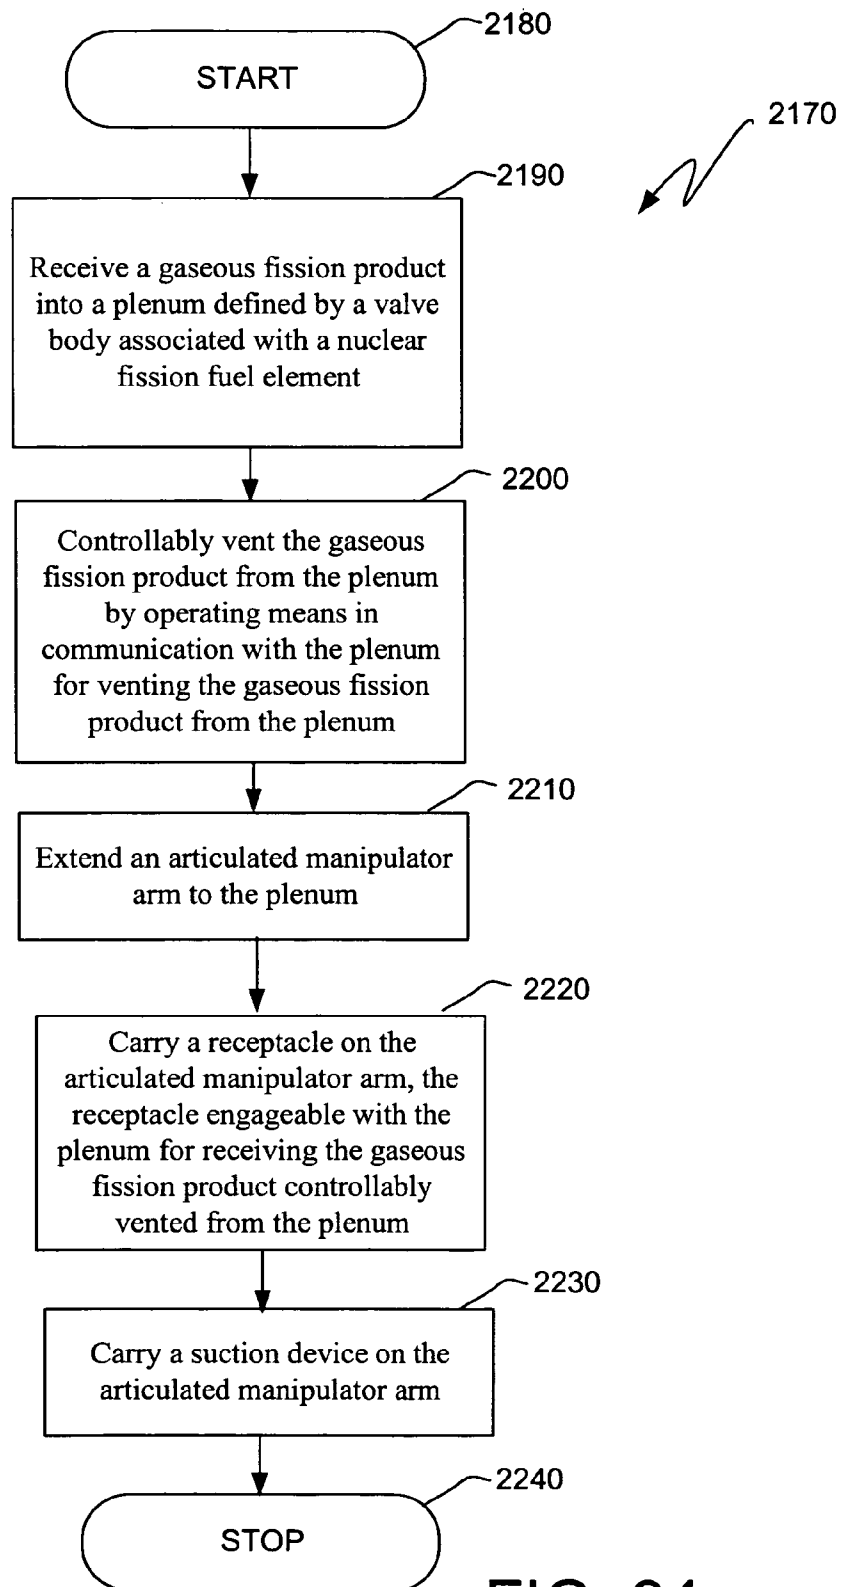 2180
START
2170
2190
Receive a gaseous fission product
into a plenum defined by a valve
body associated with a nuclear
fission fuel element
2200
Controllably vent the gaseous
fission product from the plenum
by operating means in
communication with the plenum
for venting the gaseous fission
product from the plenum
2210
Extend an articulated manipulator
arm to the plenum
2220
Carry a receptacle on the
articulated manipulator arm, the
receptacle engageable with the
plenum for receiving the gaseous
fission product controllably
vented from the plenum
2230
Carry a suction device on the
articulated manipulator arm
2240
STOP